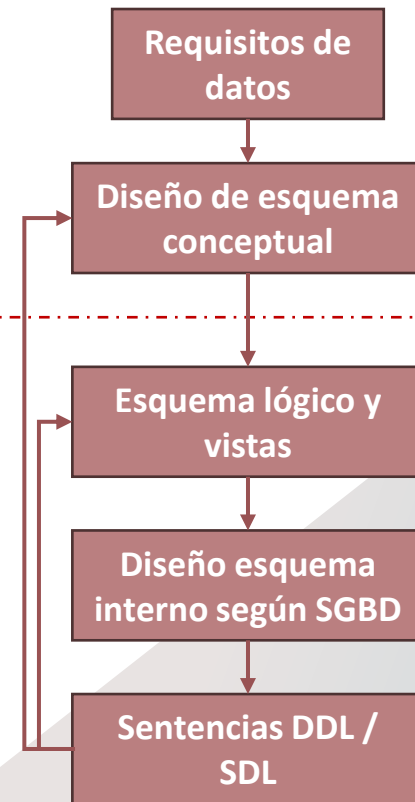 Requisitos de
datos
Diseño de esquema
conceptual
Esquema lógico y
vistas
Diseño esquema
interno según SGBD
Sentencias DDL /
SDL